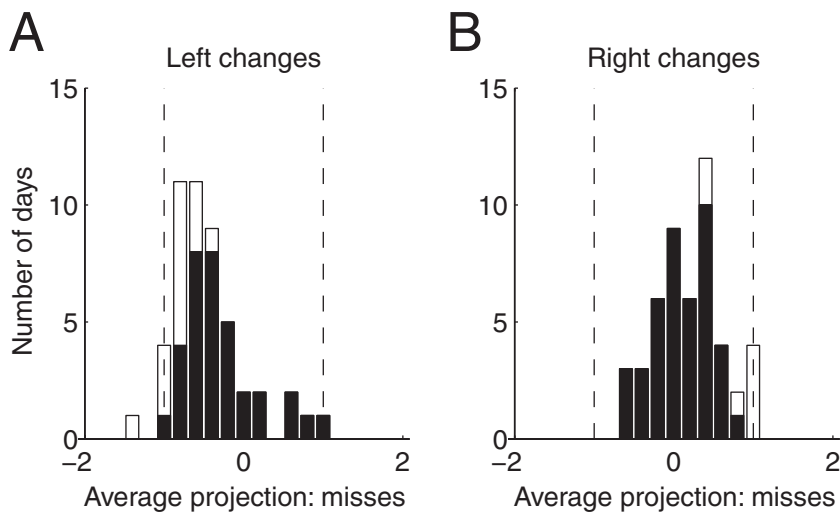 A
B
Left changes
Right changes
15
10
5
0
Number of days
−2
0
2
Average projection: misses
15
10
5
0
−2
0
2
Average projection: misses